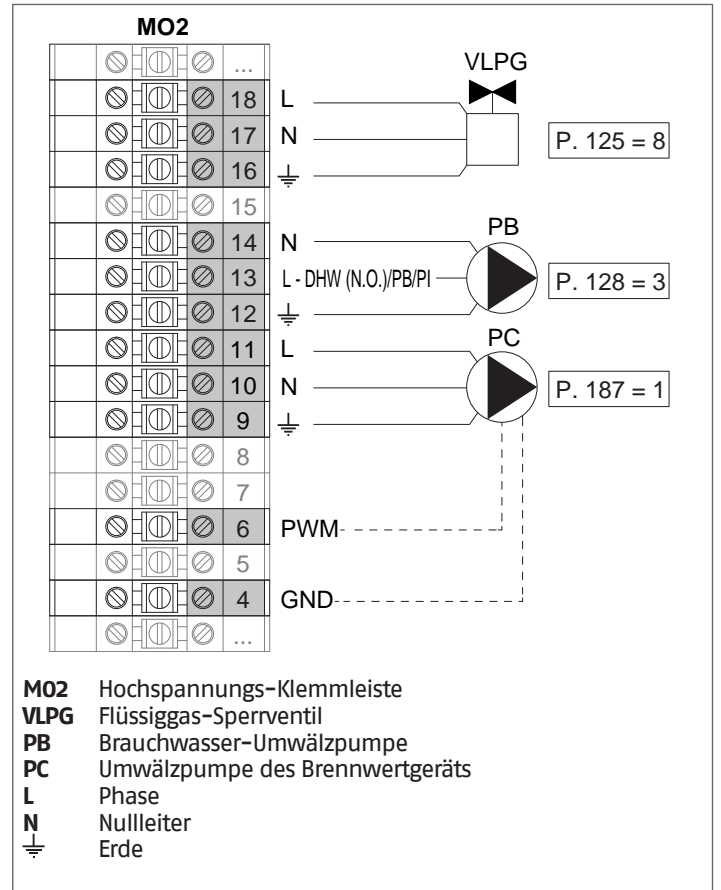 MO2
VLPG
...
18 L
17 N
P. 125 = 8
16 ⏚
15
PB
14 N
13 L - DHW (N.O.)/PB/PI
P. 128 = 3
12 ⏚
PC
11 L
10 N
P. 187 = 1
9 ⏚
8
7
6 PWM
5
4 GND
...
M02 Hochspannungs-Klemmleiste
VLPG Flüssiggas-Sperrventil
PB Brauchwasser-Umwälzpumpe
PC Umwälzpumpe des Brennwertgeräts
L Phase
N Nullleiter
⏚ Erde